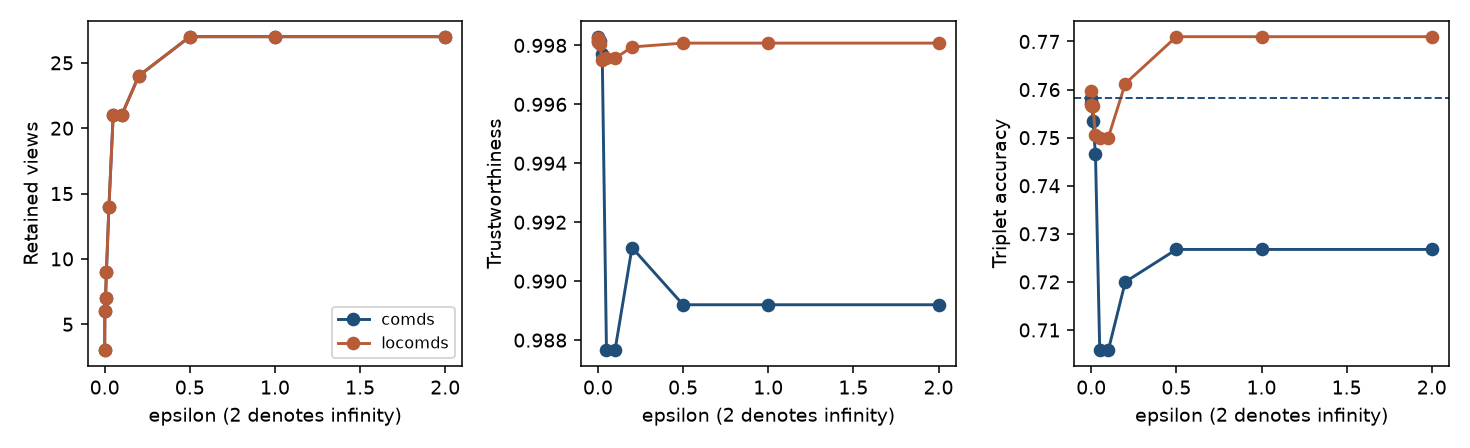 Retained views
25
20
15
10
5
0.0 0.5 1.0 1.5 2.0
epsilon (2 denotes infinity)
comds
locomds
Trustworthiness
0.998
0.996
0.994
0.992
0.990
0.988
0.0 0.5 1.0 1.5 2.0
epsilon (2 denotes infinity)
Triplet accuracy
0.77
0.76
0.75
0.74
0.73
0.72
0.71
0.0 0.5 1.0 1.5 2.0
epsilon (2 denotes infinity)